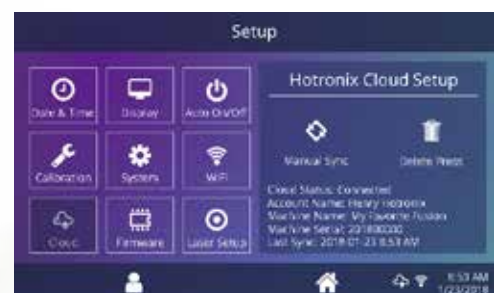 Setup
Hotronix Cloud Setup
Date & Time
Display
Auto On/Off
Manual Sync
Delete Press
Calibration
System
WiFi
Cloud Status: Connected
Account Name: Henry Hotronix
Machine Name: My Favorite Fusion
Machine Serial:
Last Sync: 2018-01-23 8:53 AM
Cloud
Firmware
Laser Setup
8:53 AM
1/23/2018